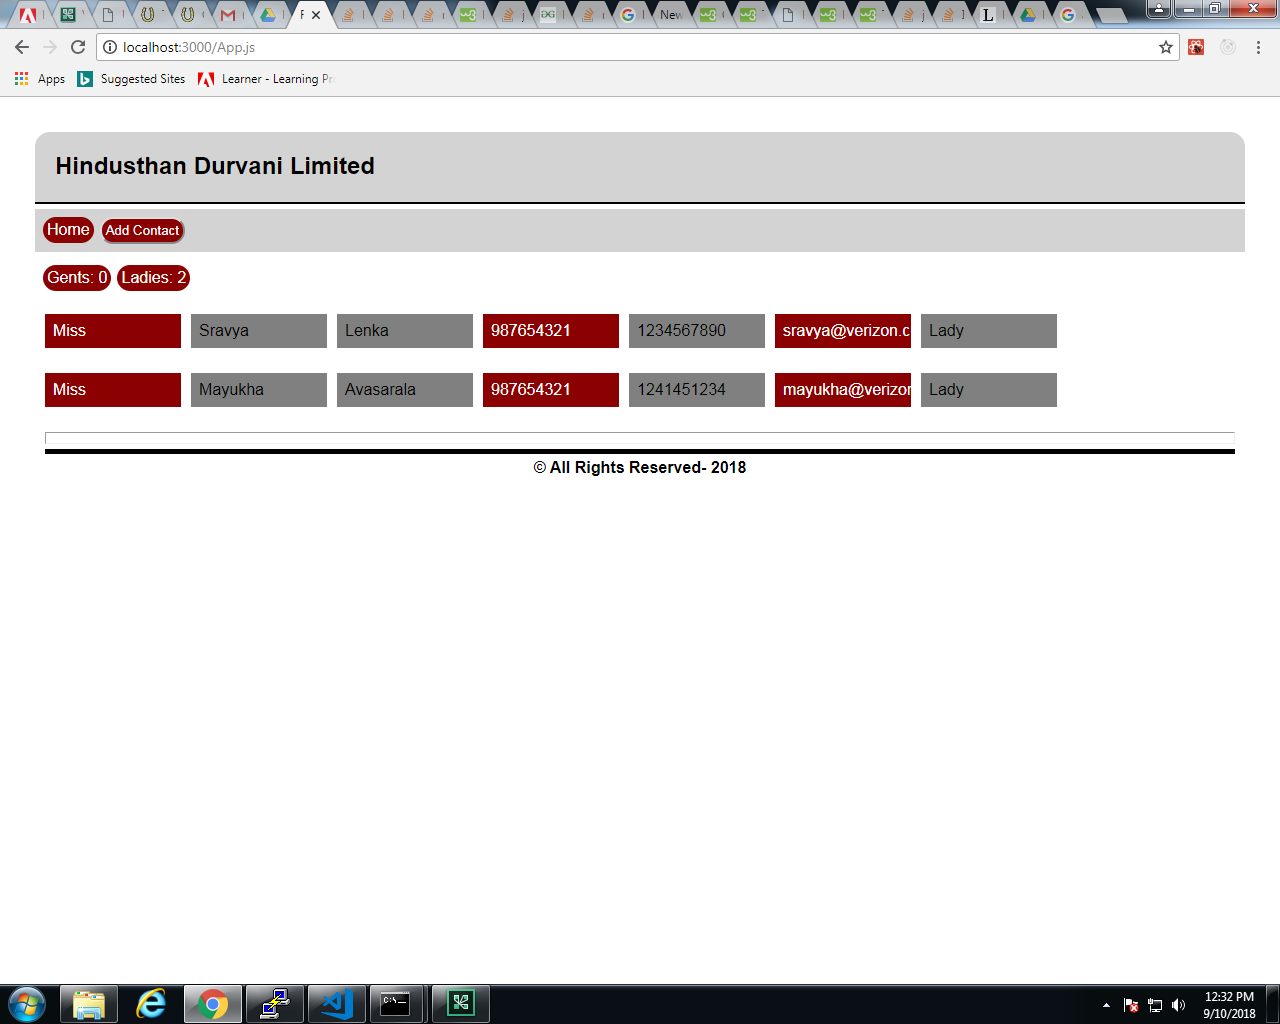 New
localhost:3000/App.js
Apps
Suggested Sites
Learner - Learning Pr
Hindusthan Durvani Limited
Home
Add Contact
Gents: 0
Ladies: 2
Miss Sravya Lenka 987654321 1234567890 sravya@verizon.c Lady
Miss Mayukha Avasarala 987654321 1241451234 mayukha@verizon Lady
© All Rights Reserved- 2018
12:32 PM
9/10/2018